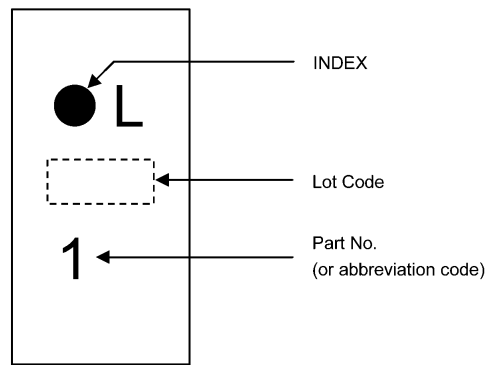 INDEX
L
Lot Code
1
Part No.
(or abbreviation code)